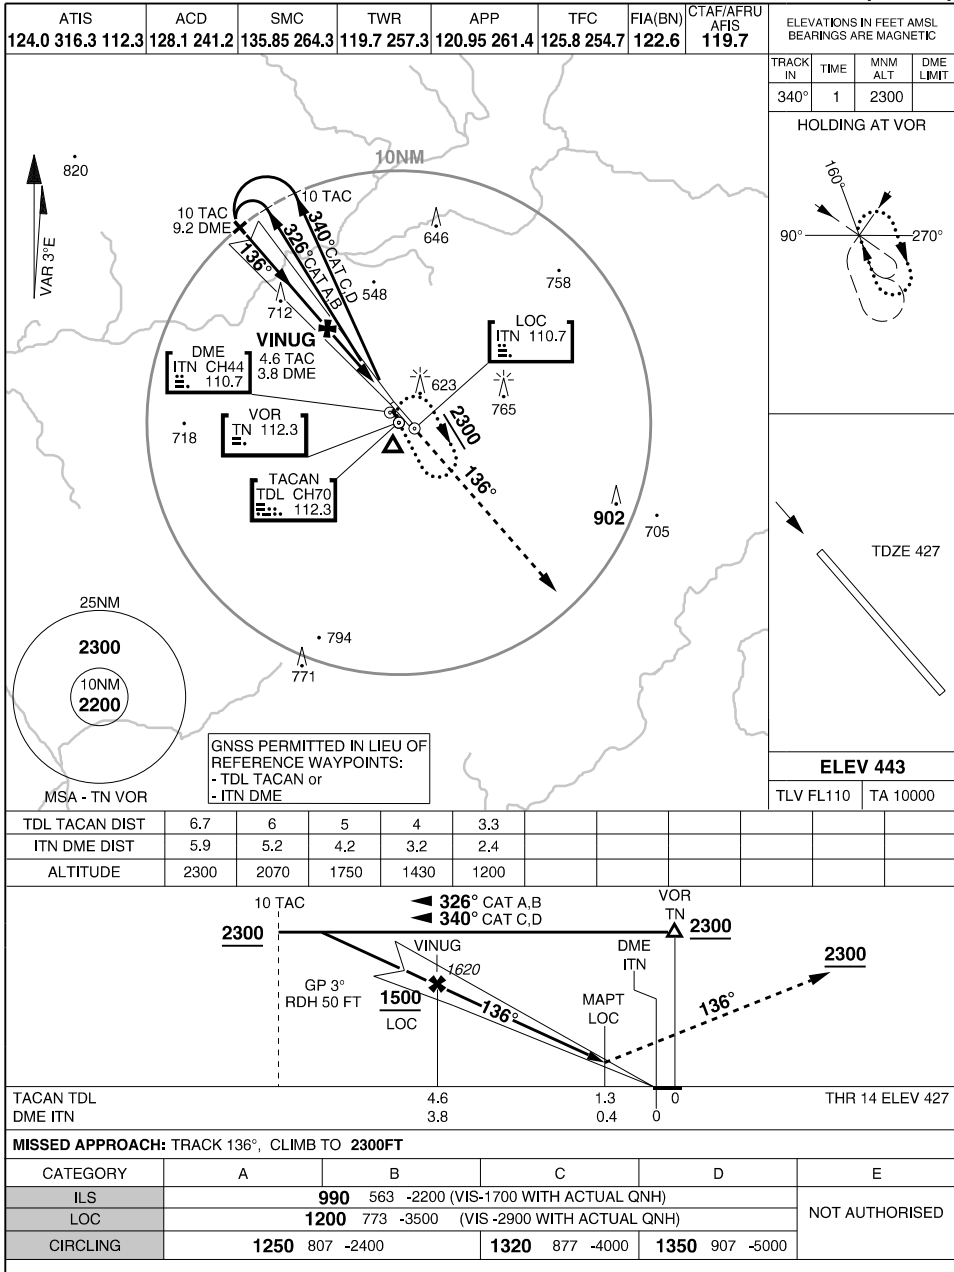 ATIS ACD SMC TWR APP TFC FIA(BN) CTAF/AFRU AFIS
124.0 316.3 112.3 128.1 241.2 135.85 264.3 119.7 257.3 120.95 261.4 125.8 254.7 122.6 119.7
ELEVATIONS IN FEET AMSL
BEARINGS ARE MAGNETIC
TRACK IN TIME MNM ALT DME LIMIT
340° 1 2300
HOLDING AT VOR
160°
90° 270°
10NM
820
VAR 3°E
10 TAC
10 TAC
9.2 DME
340° CAT C,D
326° CAT A,B
136°
646
548
758
712
VINUG
4.6 TAC
3.8 DME
LOC
ITN 110.7
DME
ITN CH44
110.7
623
765
VOR
TN 112.3
718
2300
TACAN
TDL CH70
112.3
136°
902
705
TDZE 427
25NM
2300
10NM
2200
MSA - TN VOR
794
771
GNSS PERMITTED IN LIEU OF
REFERENCE WAYPOINTS:
- TDL TACAN or
- ITN DME
ELEV 443
TLV FL110 TA 10000
TDL TACAN DIST 6.7 6 5 4 3.3
ITN DME DIST 5.9 5.2 4.2 3.2 2.4
ALTITUDE 2300 2070 1750 1430 1200
10 TAC
326° CAT A,B
340° CAT C,D
VOR
TN
2300 2300
VINUG
1620
DME
ITN
2300
GP 3°
RDH 50 FT
1500
LOC
136°
MAPT
LOC
136°
TACAN TDL 4.6 1.3 0 THR 14 ELEV 427
DME ITN 3.8 0.4 0
MISSED APPROACH: TRACK 136°, CLIMB TO 2300FT
CATEGORY A B C D E
ILS 990 563 -2200 (VIS-1700 WITH ACTUAL QNH)
NOT AUTHORISED
LOC 1200 773 -3500 (VIS -2900 WITH ACTUAL QNH)
CIRCLING 1250 807 -2400 1320 877 -4000 1350 907 -5000